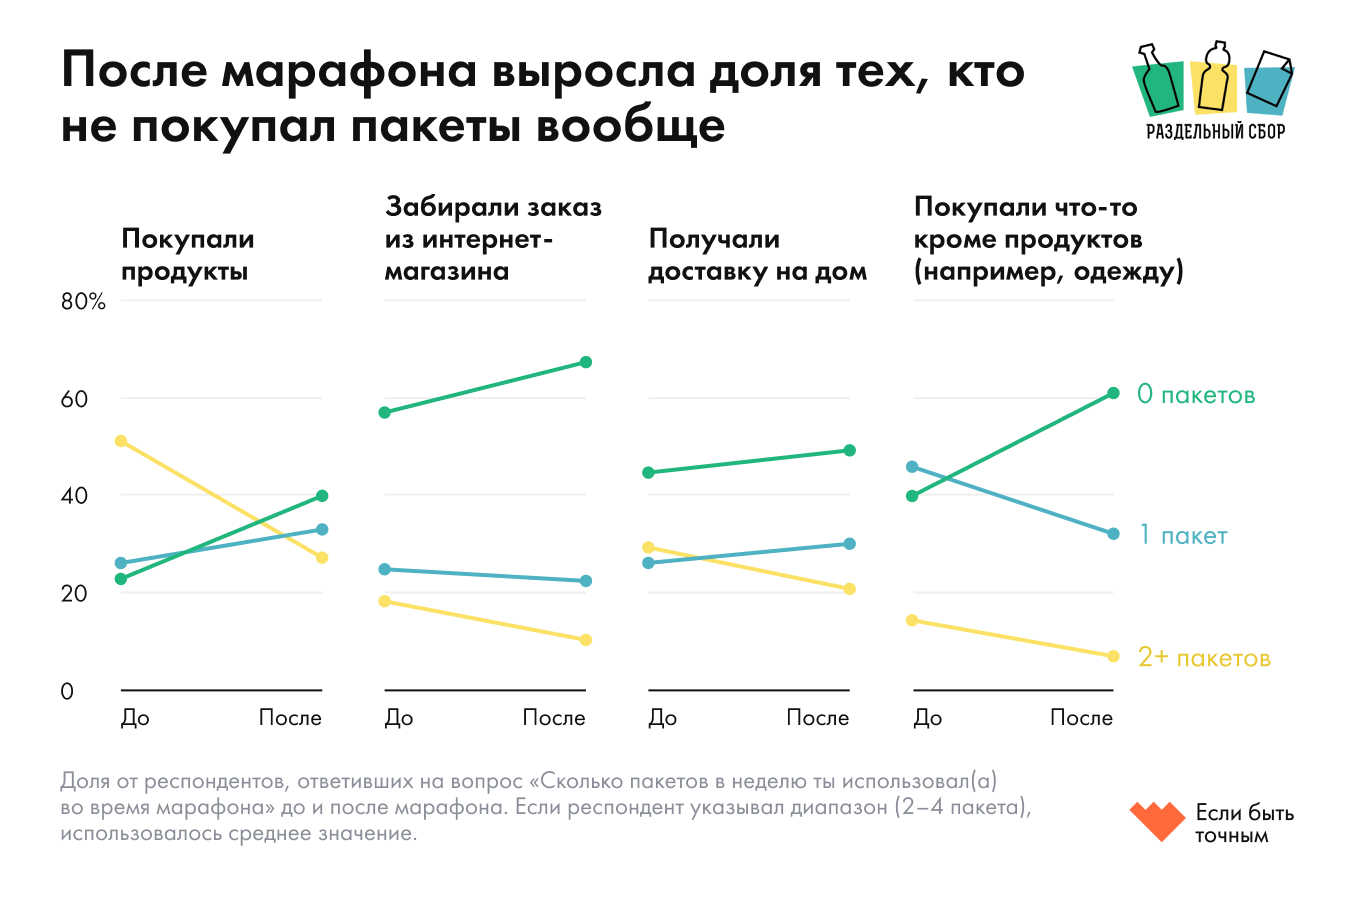 После марафона выросла доля тех, кто
не покупал пакеты вообще
РАЗДЕЛЬНЫЙ СБОР
Покупали
продукты
Забирали заказ
из интернет-
магазина
Получали
доставку на дом
Покупали что-то
кроме продуктов
(например, одежду)
80%
60
40
20
0
0 пакетов
1 пакет
2+ пакетов
До
После
До
После
До
После
До
После
Доля от респондентов, ответивших на вопрос «Сколько пакетов в неделю ты использовал(а)
во время марафона» до и после марафона. Если респондент указывал диапазон (2–4 пакета),
использовалось среднее значение.
Если быть
точным